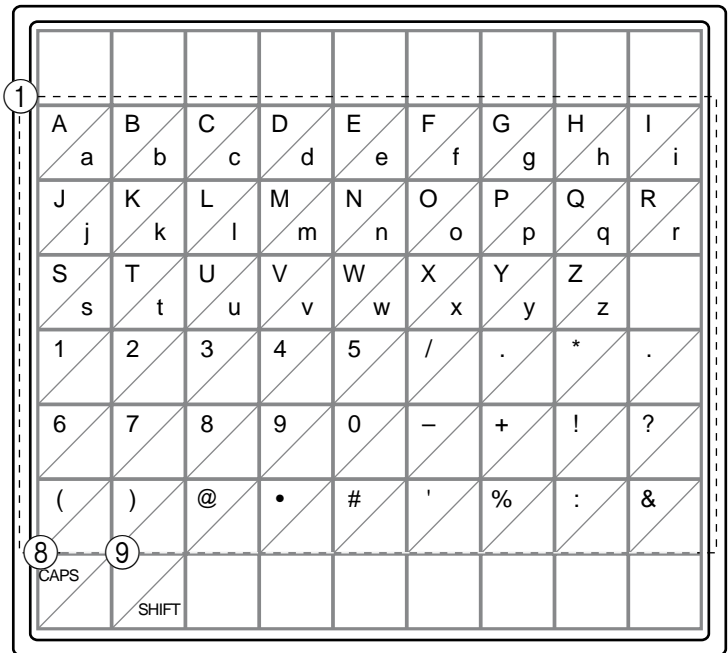 1
A a B b C c D d E e F f G g H h I i
J j K k L l M m N n O o P p Q q R r
S s T t U u V v W w X x Y y Z z
1 2 3 4 5 / . * .
6 7 8 9 0 – + ! ?
( ) @ • # ' % : &
8 9
CAPS
SHIFT